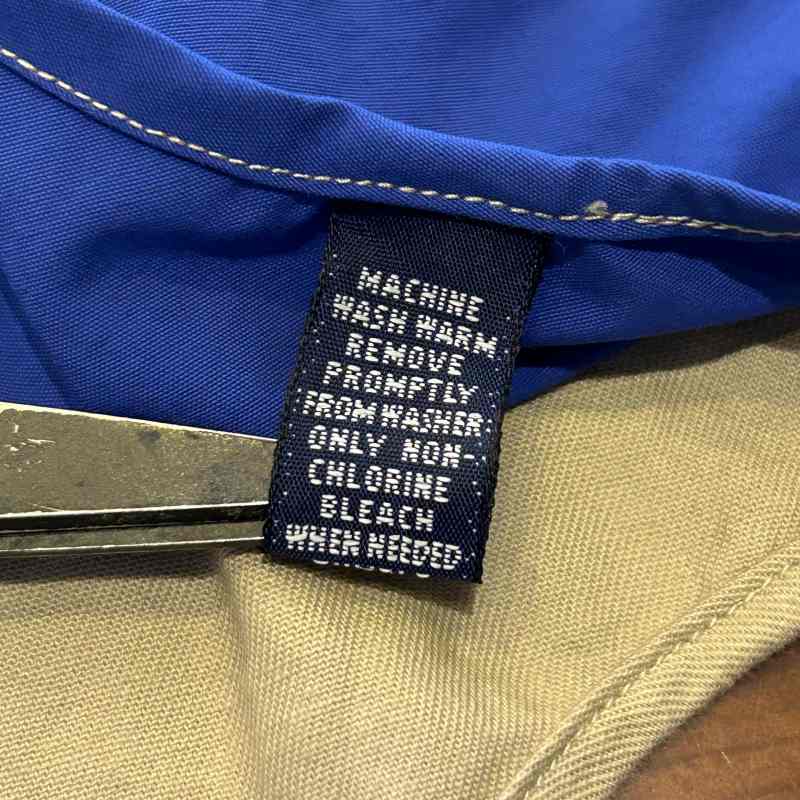 MACHINE
WASH WARM
REMOVE
PROMPTLY
FROM WASHER
ONLY NON-
CHLORINE
BLEACH
WHEN NEEDED